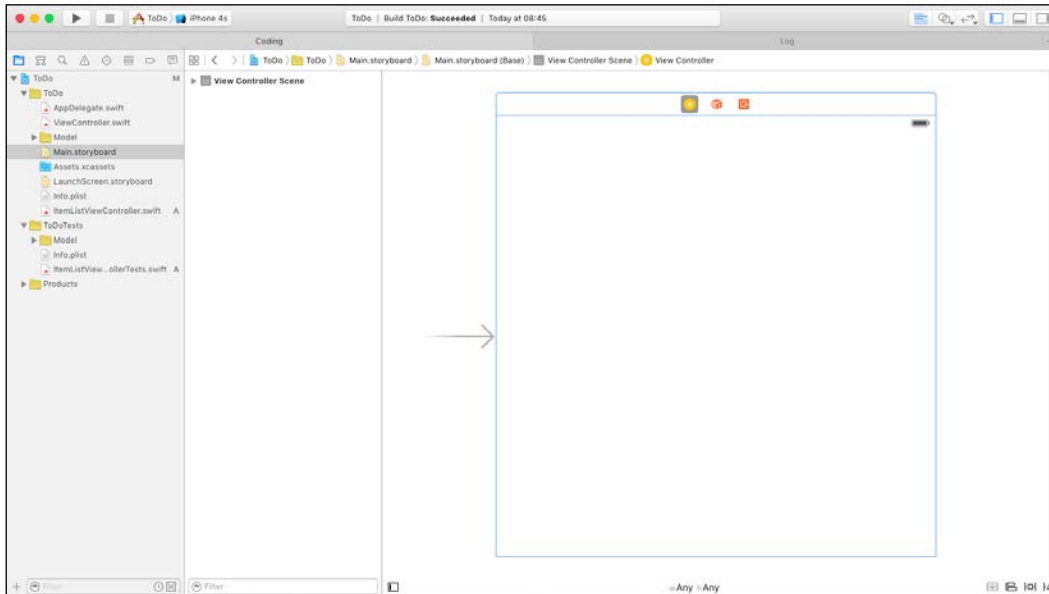 ToDo iPhone 4s ToDo | Build ToDo: Succeeded | Today at 08:45
Coding Log
ToDo ToDo Main.storyboard Main.storyboard (Base) View Controller Scene View Controller
ToDo M
ToDo
AppDelegate.swift
ViewController.swift
Model
Main.storyboard
Assets.xcassets
LaunchScreen.storyboard
Info.plist
ItemListViewController.swift A
ToDoTests
Model
Info.plist
ItemListView...ollerTests.swift A
Products
View Controller Scene
Filter Filter wAny hAny